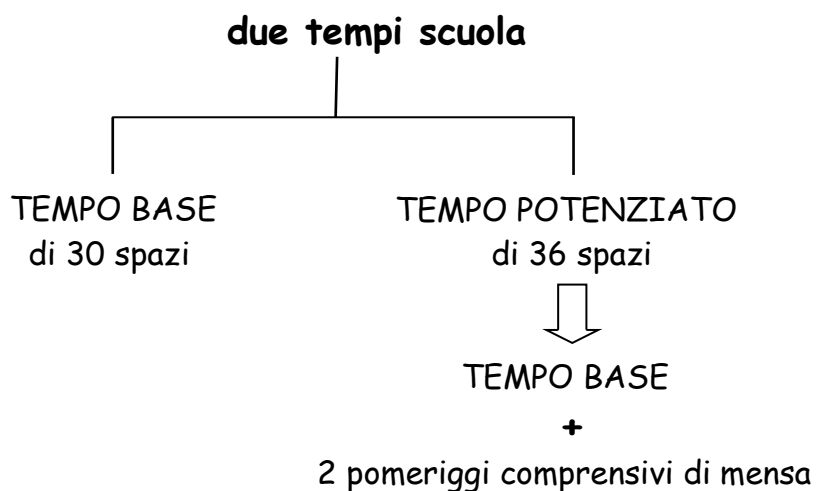 due tempi scuola
TEMPO BASE
di 30 spazi
TEMPO POTENZIATO
di 36 spazi
TEMPO BASE
+
2 pomeriggi comprensivi di mensa